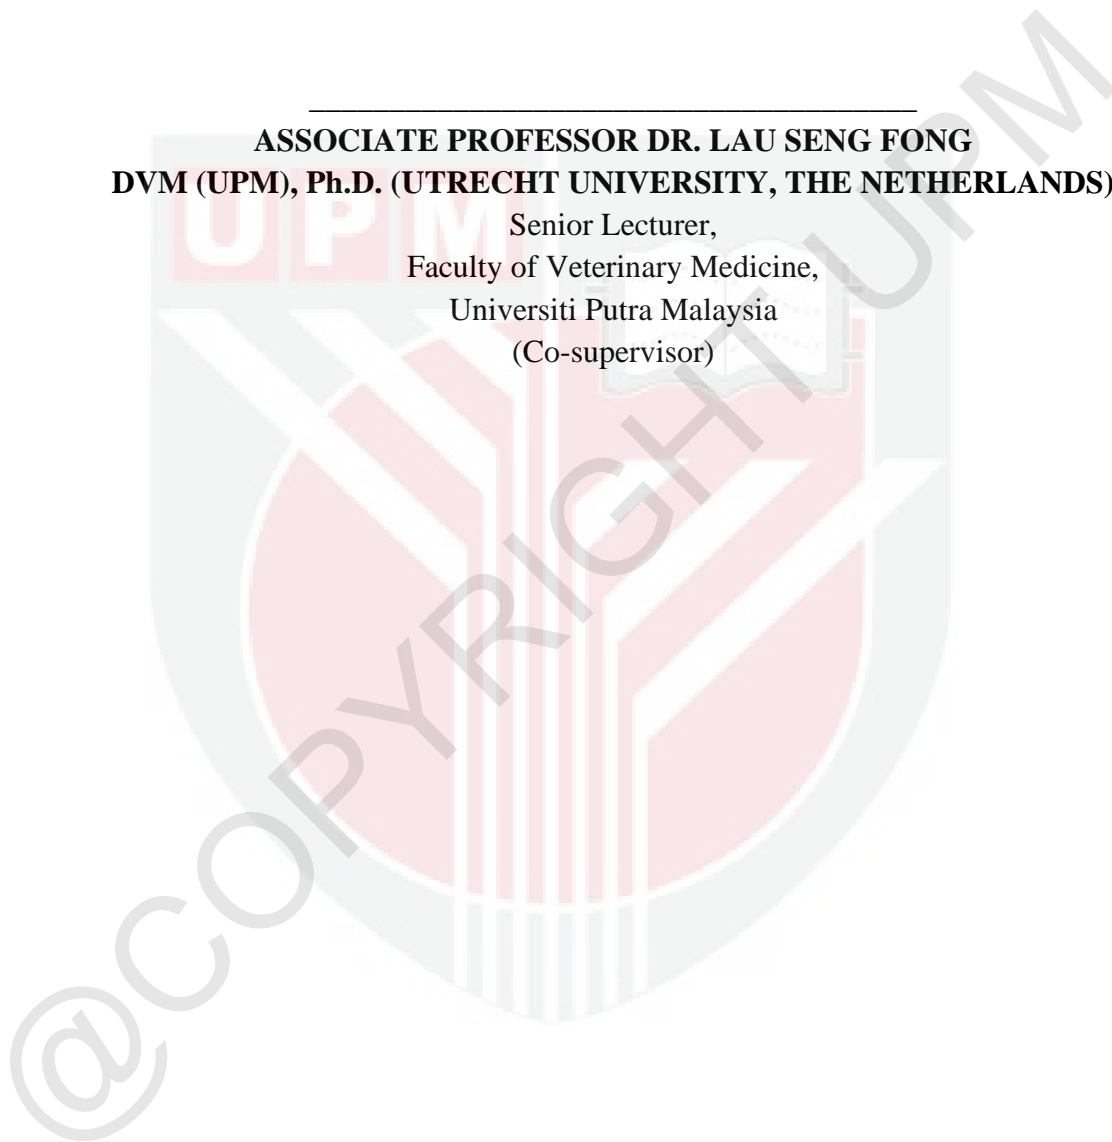 ASSOCIATE PROFESSOR DR. LAU SENG FONG
DVM (UPM), Ph.D. (UTRECHT UNIVERSITY, THE NETHERLANDS)
Senior Lecturer,
Faculty of Veterinary Medicine,
Universiti Putra Malaysia
(Co-supervisor)
UPM
@COPYRIGHT UPM